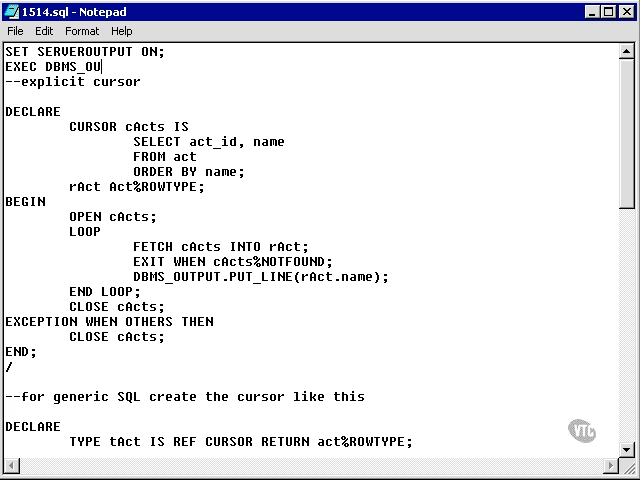 1514.sql - Notepad
File Edit Format Help
SET SERVEROUTPUT ON;
EXEC DBMS_OU
--explicit cursor
DECLARE
CURSOR cActs IS
SELECT act_id, name
FROM act
ORDER BY name;
rAct Act%ROWTYPE;
BEGIN
OPEN cActs;
LOOP
FETCH cActs INTO rAct;
EXIT WHEN cActs%NOTFOUND;
DBMS_OUTPUT.PUT_LINE(rAct.name);
END LOOP;
CLOSE cActs;
EXCEPTION WHEN OTHERS THEN
CLOSE cActs;
END;
/
--for generic SQL create the cursor like this
DECLARE
TYPE tAct IS REF CURSOR RETURN act%ROWTYPE;
VTC